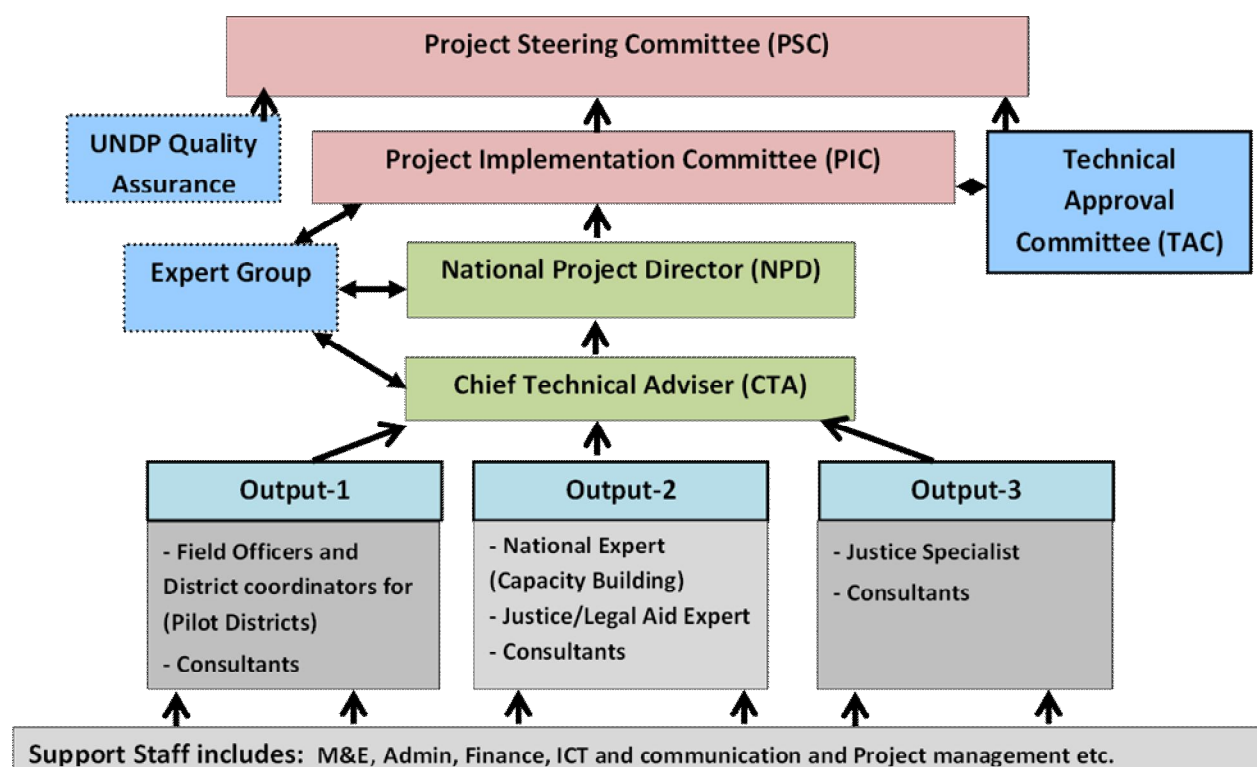 Project Steering Committee (PSC)
UNDP Quality
Assurance
Project Implementation Committee (PIC)
Technical
Approval
Committee (TAC)
Expert Group
National Project Director (NPD)
Chief Technical Adviser (CTA)
Output-1
- Field Officers and
District coordinators for
(Pilot Districts)
- Consultants
Output-2
- National Expert
(Capacity Building)
- Justice/Legal Aid Expert
- Consultants
Output-3
- Justice Specialist
- Consultants
Support Staff includes: M&E, Admin, Finance, ICT and communication and Project management etc.